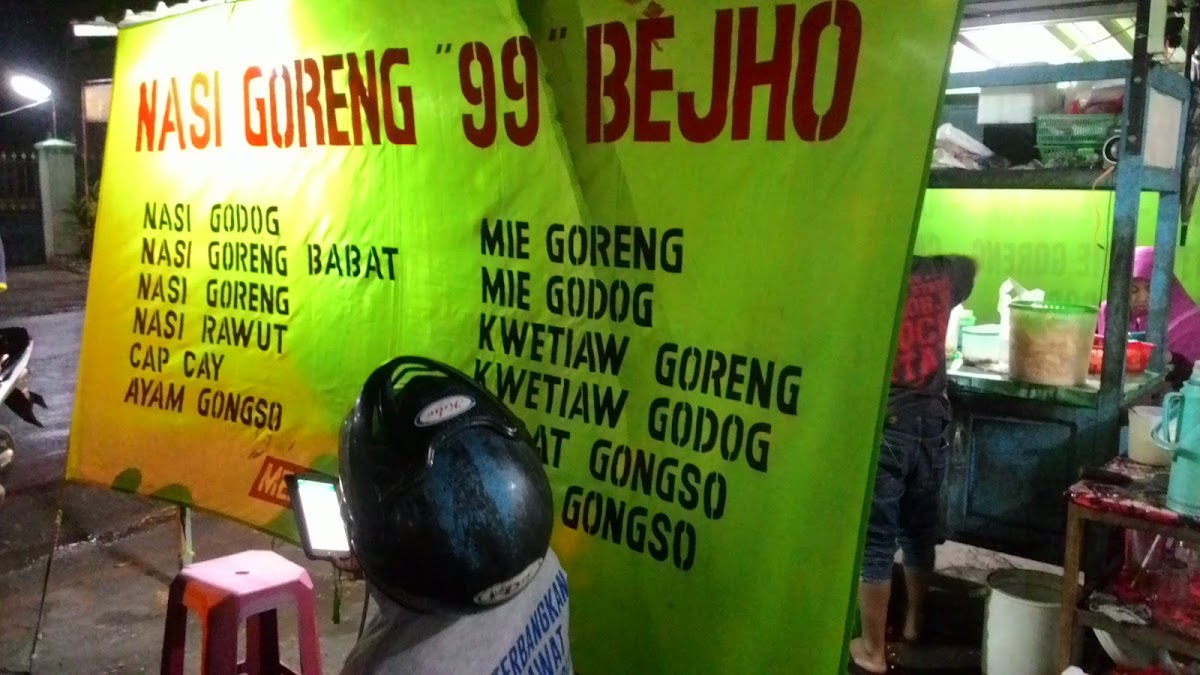 NASI GORENG "99" BEJHO
NASI GODOG
NASI GORENG BABAT
NASI GORENG
NASI RAWUT
CAP CAY
AYAM GONGSO
MIE GORENG
MIE GODOG
KWETIAW GORENG
KWETIAW GODOG
GONGSO
GONGSO